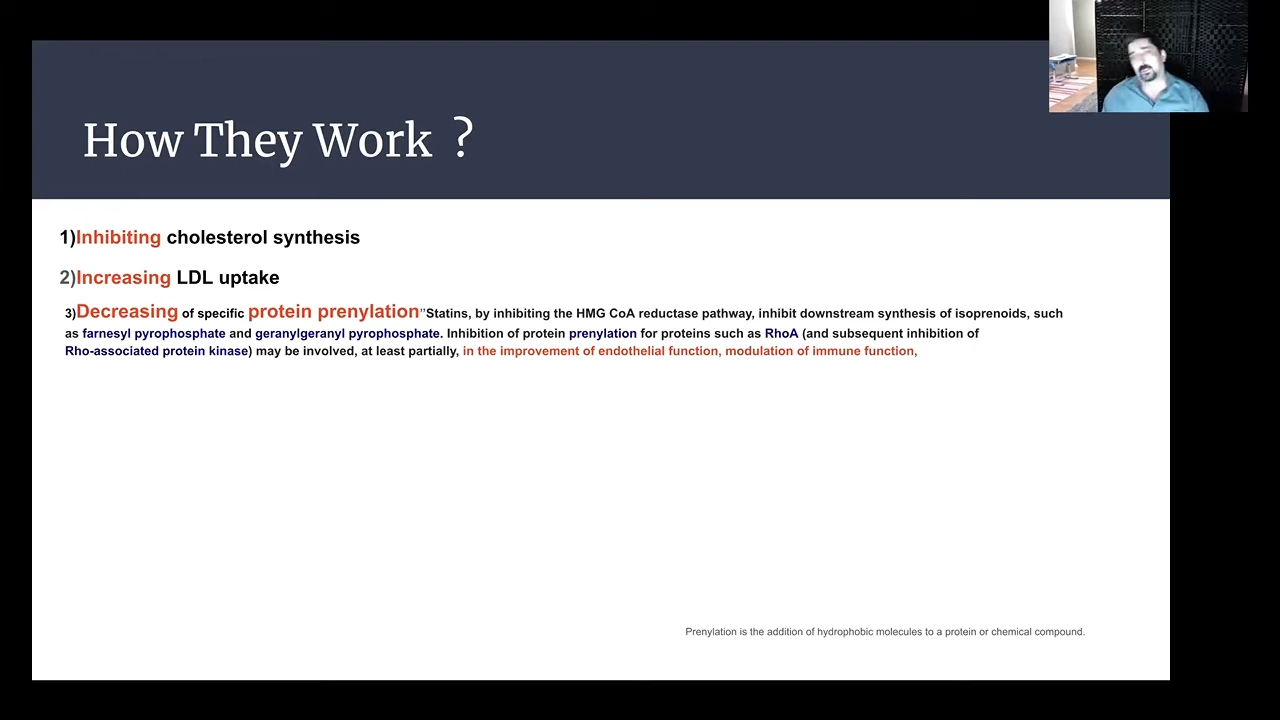 How They Work ?
1)Inhibiting cholesterol synthesis
2)Increasing LDL uptake
3)Decreasing of specific protein prenylation"Statins, by inhibiting the HMG CoA reductase pathway, inhibit downstream synthesis of isoprenoids, such
as farnesyl pyrophosphate and geranylgeranyl pyrophosphate. Inhibition of protein prenylation for proteins such as RhoA (and subsequent inhibition of
Rho-associated protein kinase) may be involved, at least partially, in the improvement of endothelial function, modulation of immune function,
Prenylation is the addition of hydrophobic molecules to a protein or chemical compound.